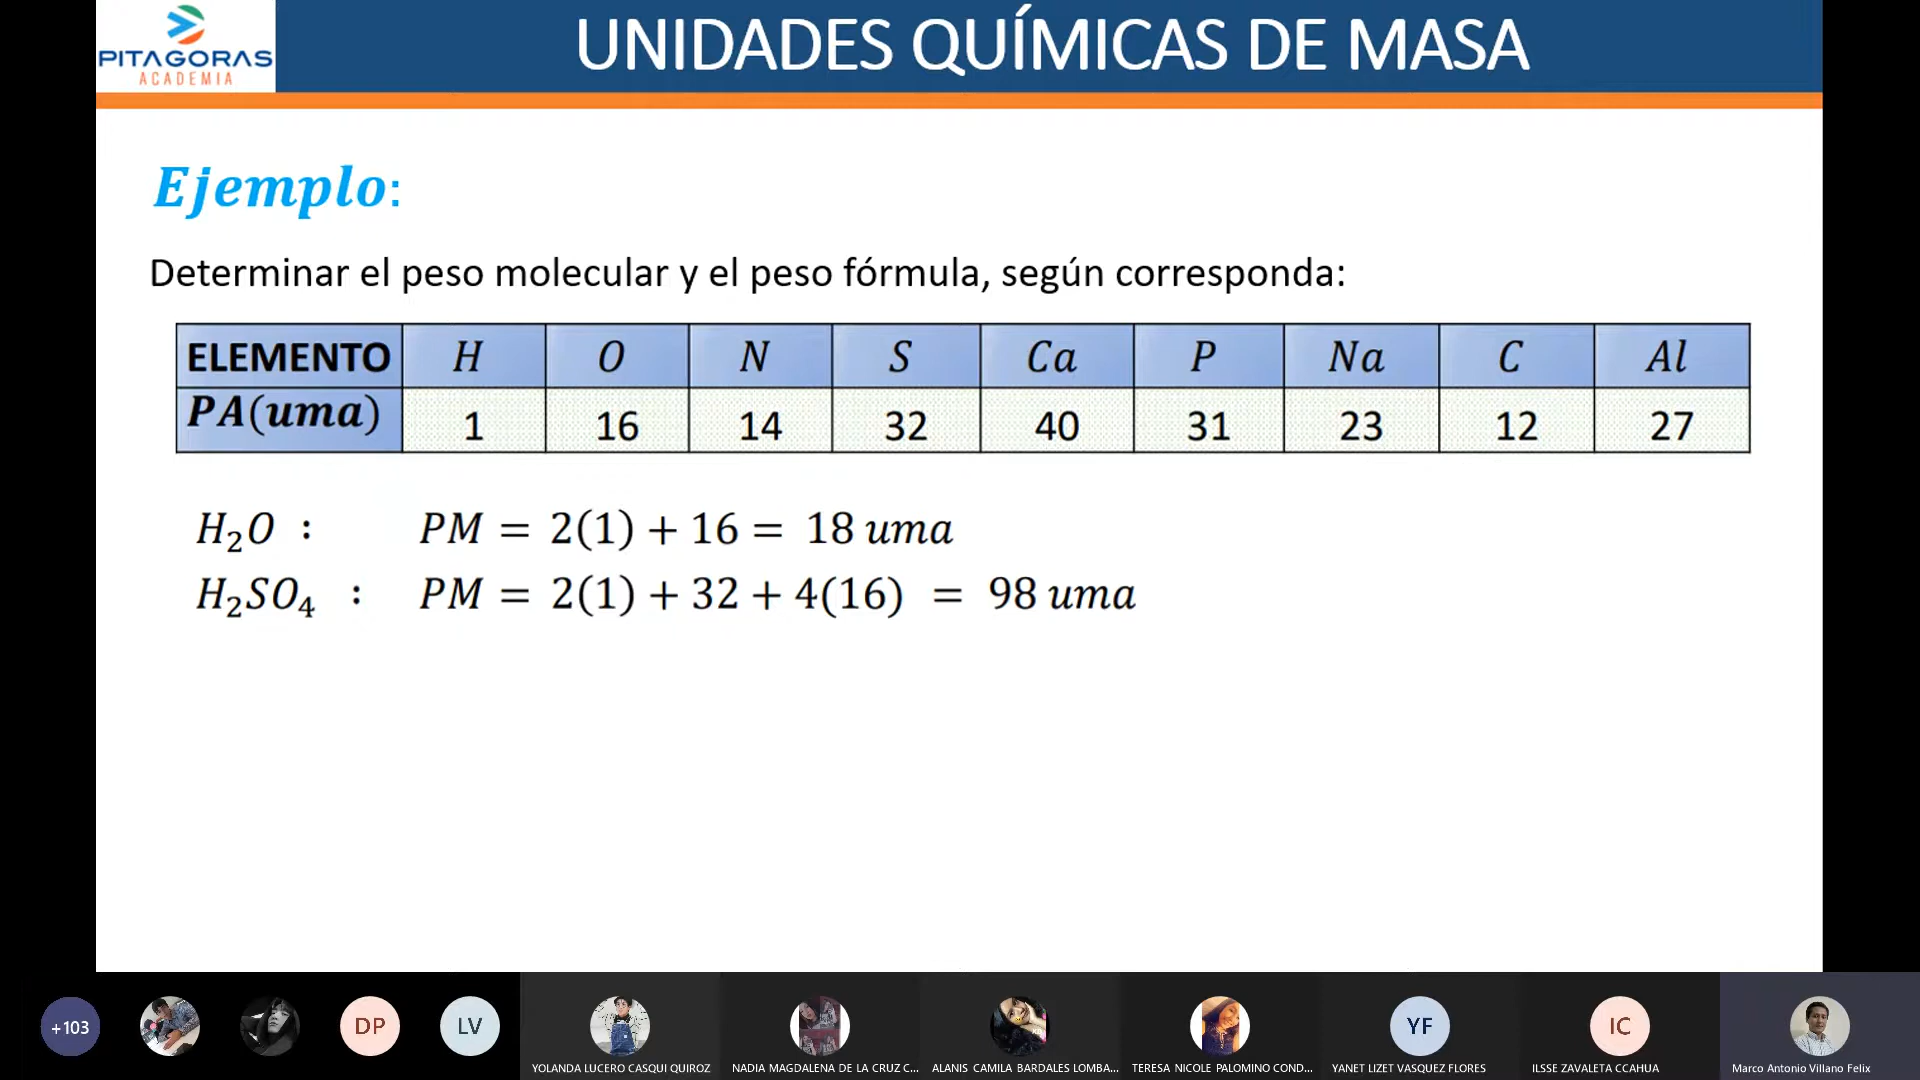 PITAGORAS
ACADEMIA
UNIDADES QUÍMICAS DE MASA
Ejemplo:
Determinar el peso molecular y el peso fórmula, según corresponda:
ELEMENTO H O N S Ca P Na C Al
PA(uma) 1 16 14 32 40 31 23 12 27
H₂O : PM = 2(1) + 16 = 18 uma
H₂SO₄ : PM = 2(1) + 32 + 4(16) = 98 uma
+103
DP
LV
YF
IC
YOLANDA LUCERO CASQUI QUIROZ
NADIA MAGDALENA DE LA CRUZ C...
ALANIS CAMILA BARDALES LOMBA...
TERESA NICOLE PALOMINO COND...
YANET LIZET VASQUEZ FLORES
ILSSE ZAVALETA CCAHUA
Marco Antonio Villano Felix